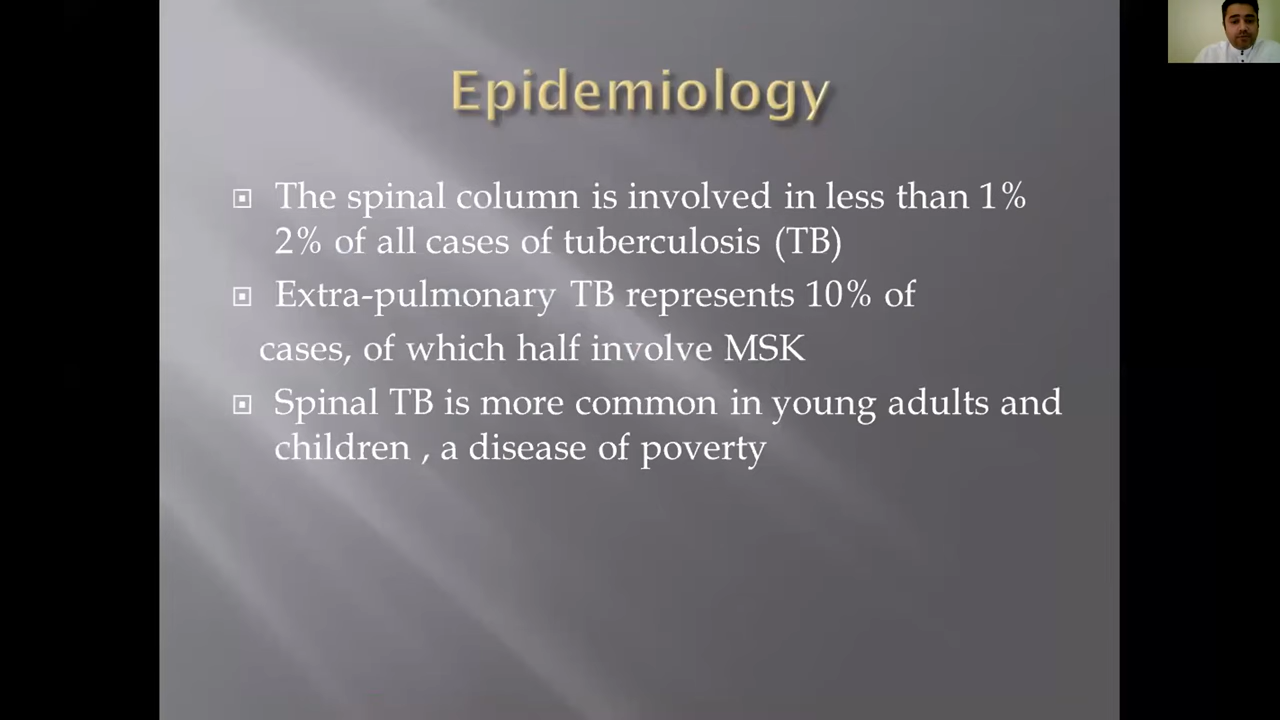 Epidemiology
The spinal column is involved in less than 1%
2% of all cases of tuberculosis (TB)
Extra-pulmonary TB represents 10% of
cases, of which half involve MSK
Spinal TB is more common in young adults and
children , a disease of poverty